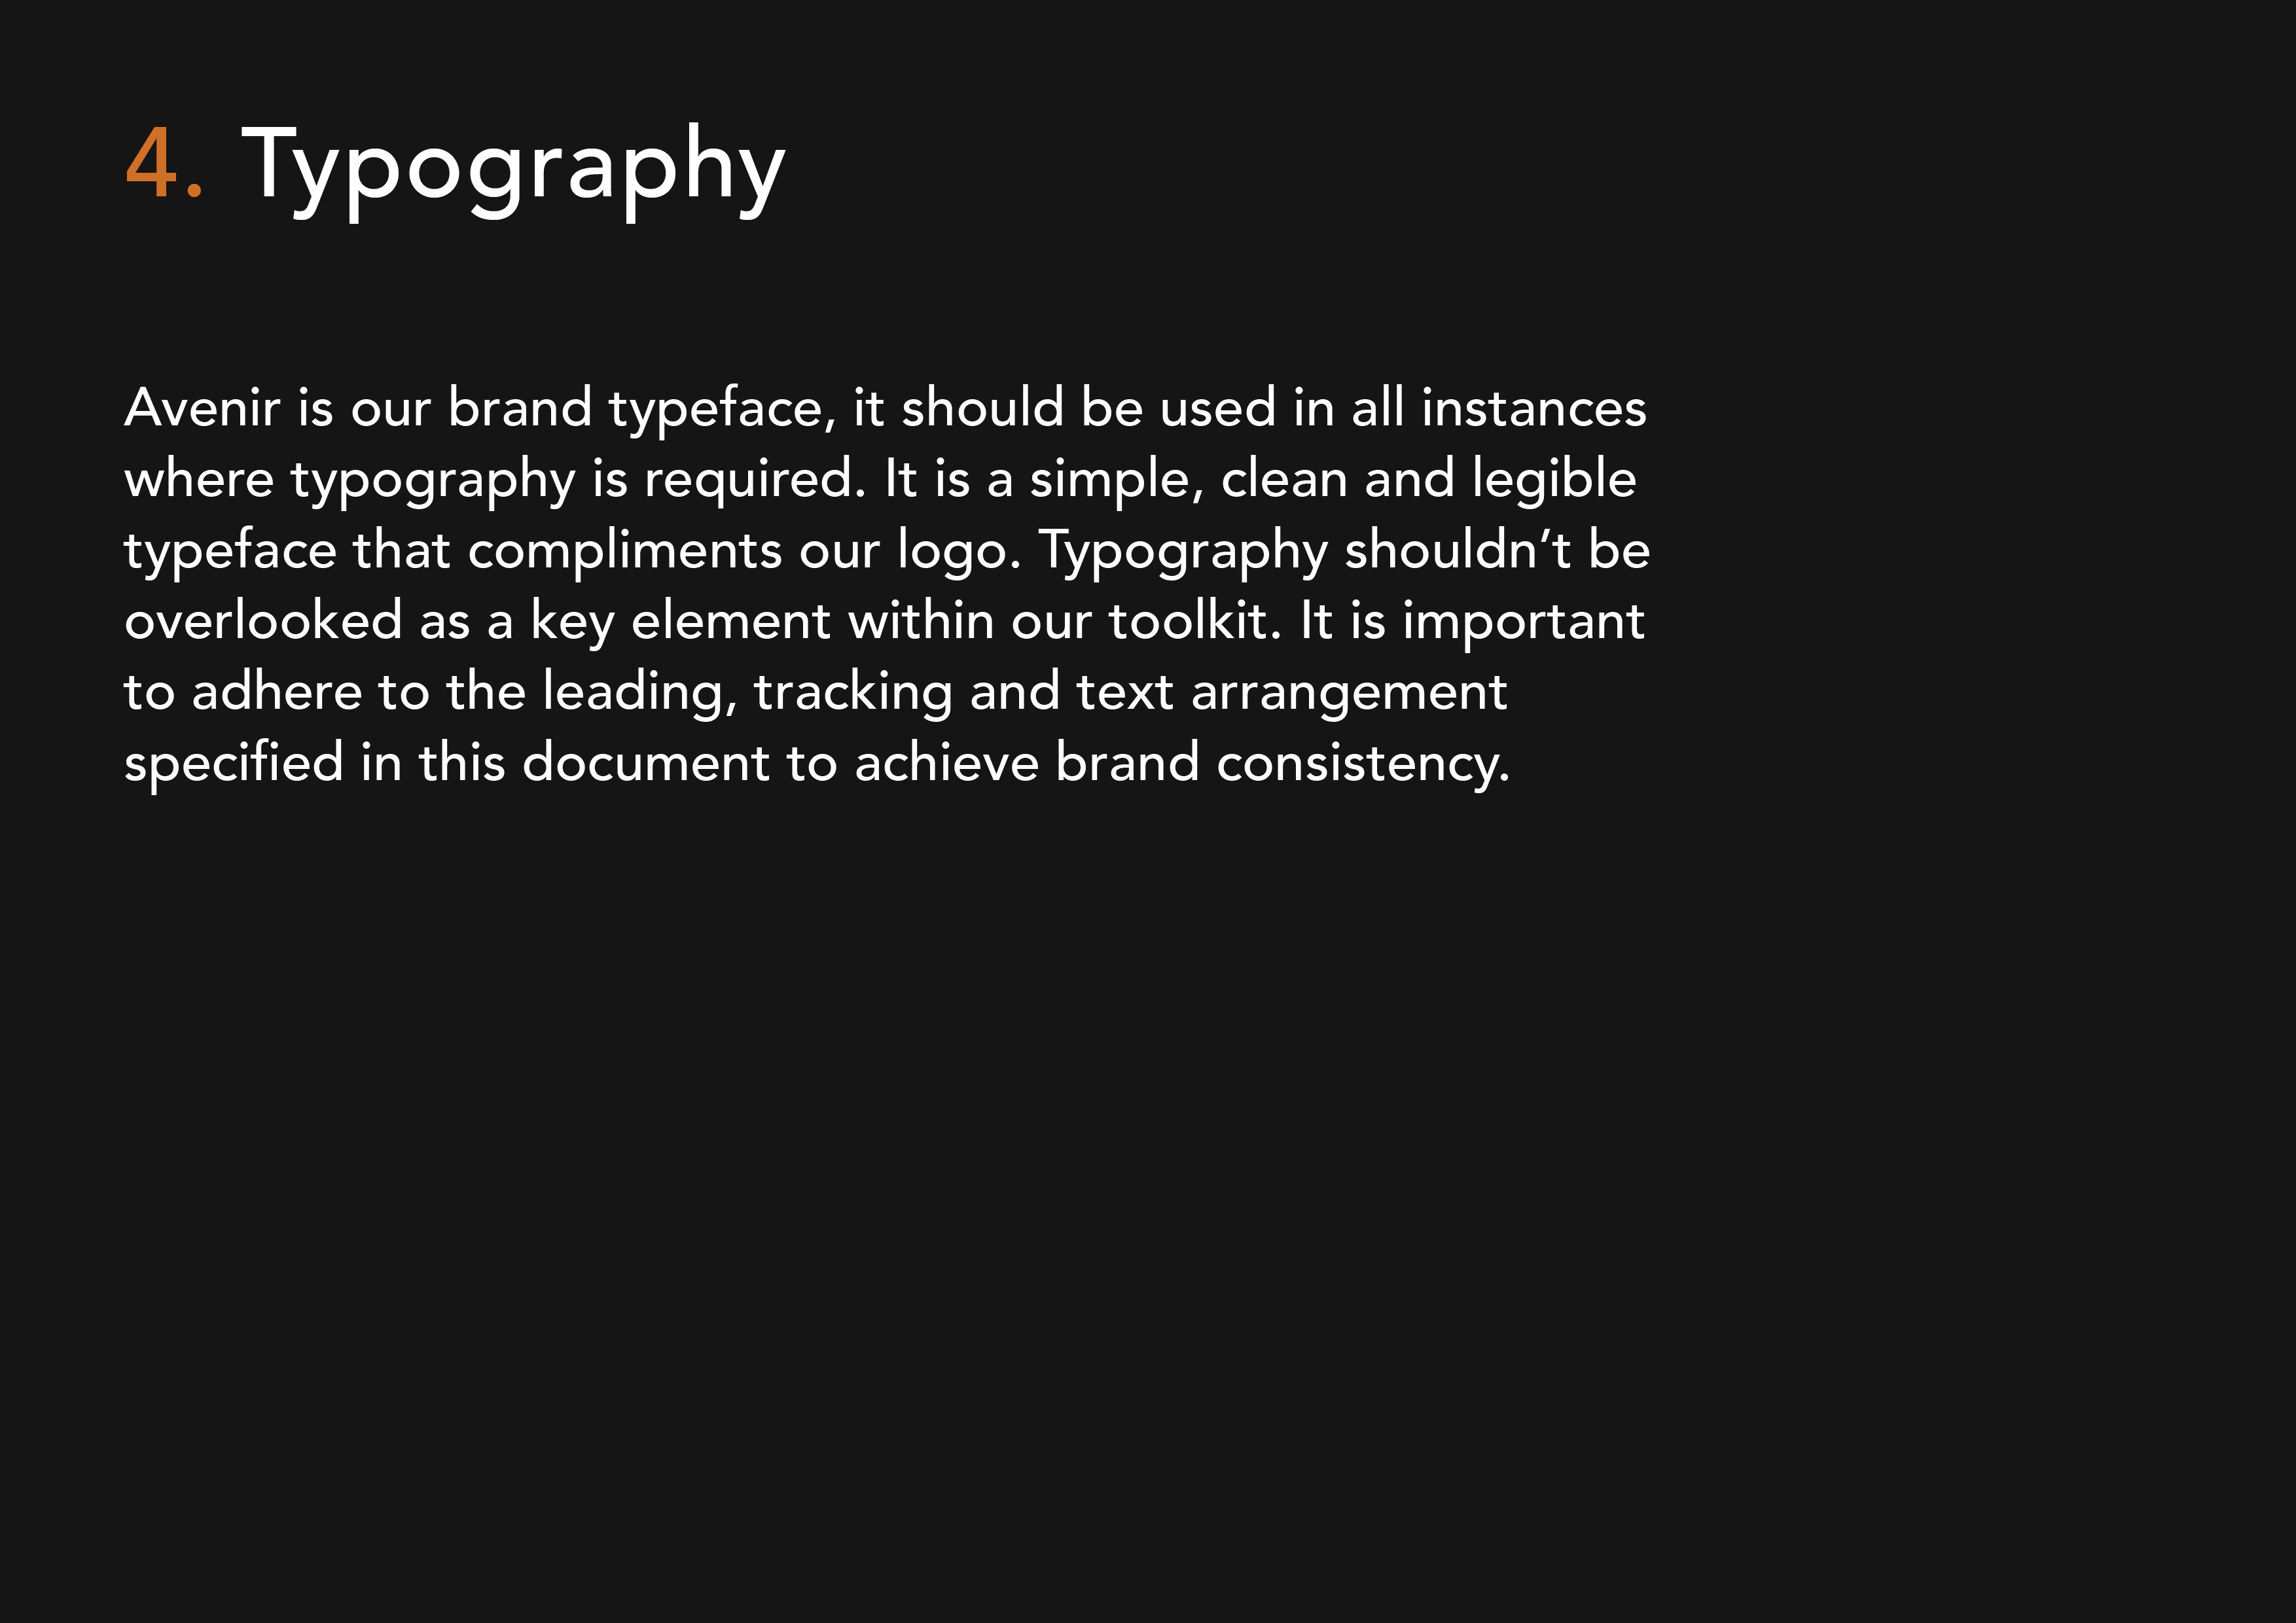 4. Typography
Avenir is our brand typeface, it should be used in all instances
where typography is required. It is a simple, clean and legible
typeface that compliments our logo. Typography shouldn’t be
overlooked as a key element within our toolkit. It is important
to adhere to the leading, tracking and text arrangement
specified in this document to achieve brand consistency.